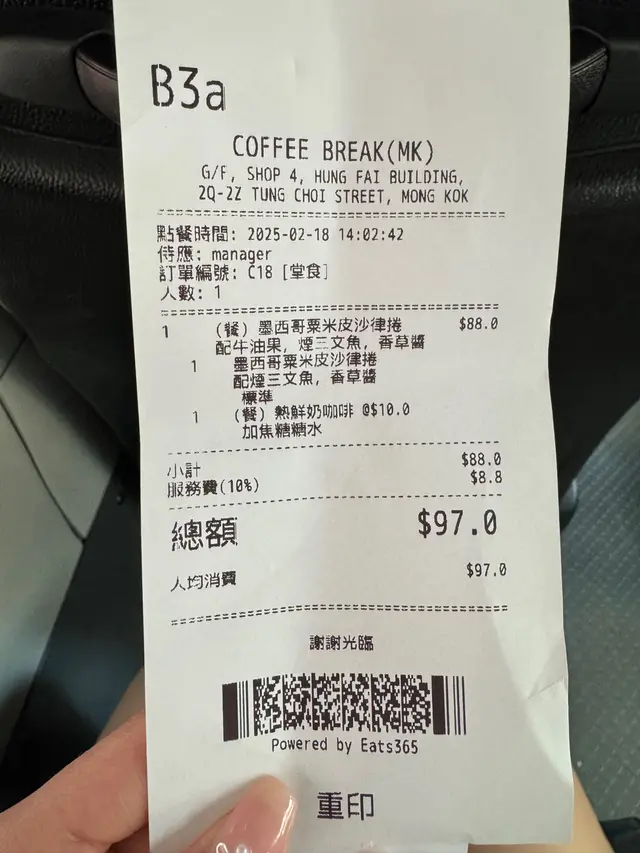 B3a
COFFEE BREAK(MK)
G/F, SHOP 4, HUNG FAI BUILDING,
2Q-2Z TUNG CHOI STREET, MONG KOK
點餐時間: 2025-02-18 14:02:42
侍應: manager
訂單編號: C18 [堂食]
人數: 1
1 (餐) 墨西哥粟米皮沙律捲 $88.0
配牛油果, 煙三文魚, 香草醬
1 墨西哥粟米皮沙律捲
配煙三文魚, 香草醬
標準
1 (餐) 熱鮮奶咖啡 @$10.0
加焦糖糖水
小計 $88.0
服務費(10%) $8.8
總額 $97.0
人均消費 $97.0
謝謝光臨
Powered by Eats365
重印